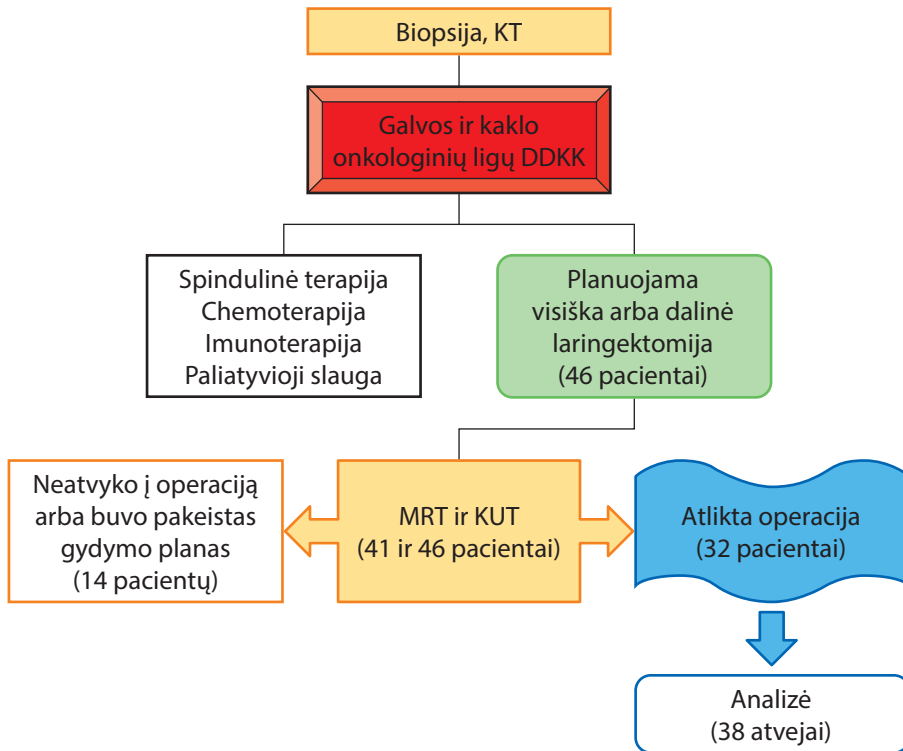 Biopsija, KT
Galvos ir kaklo
onkologinių ligų DDKK
Spindulinė terapija
Chemoterapija
Imunoterapija
Paliatyvioji slauga
Planuojama
visiška arba dalinė
laringektomija
(46 pacientai)
Neatvyko į operaciją
arba buvo pakeistas
gydymo planas
(14 pacientų)
MRT ir KUT
(41 ir 46 pacientai)
Atlikta operacija
(32 pacientai)
Analizė
(38 atvejai)